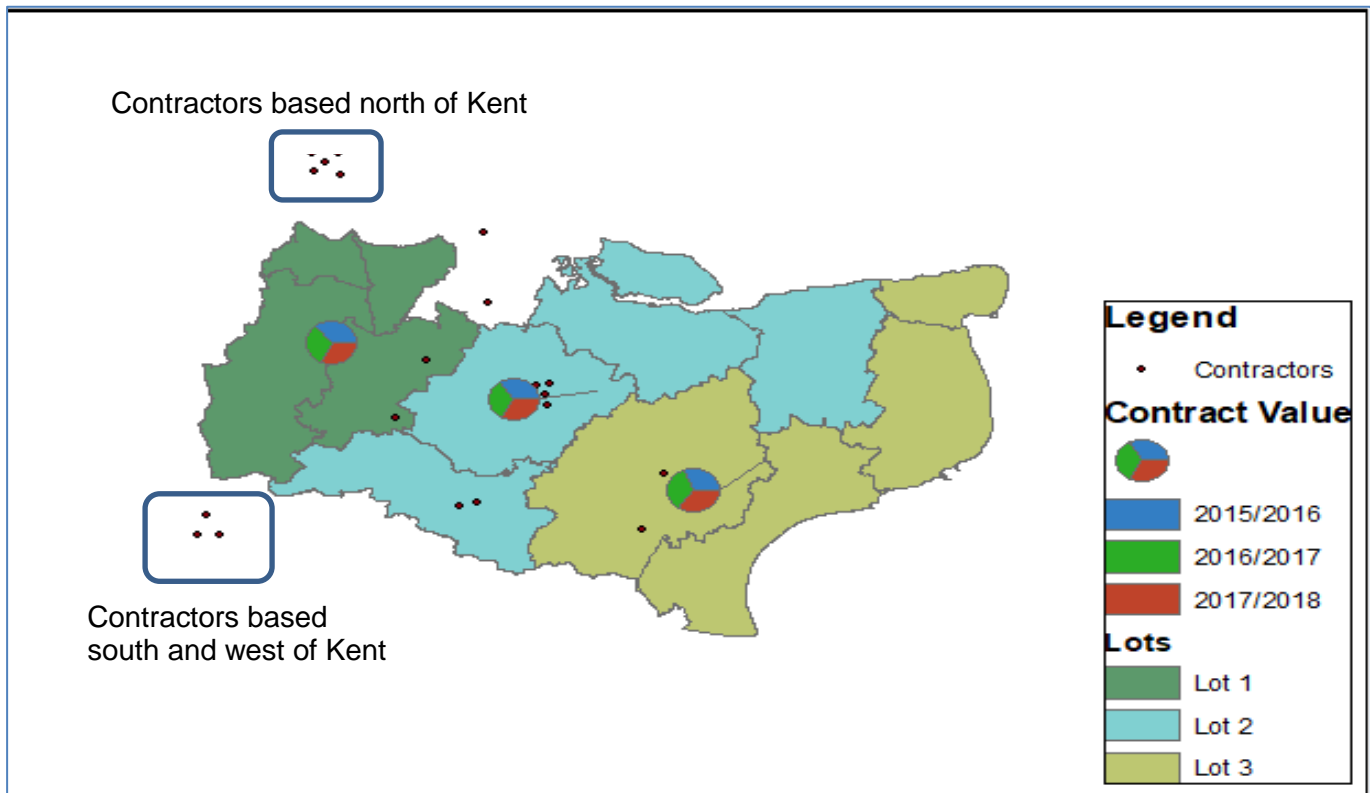 Contractors based north of Kent
Contractors based
south and west of Kent
Legend
Contractors
Contract Value
2015/2016
2016/2017
2017/2018
Lots
Lot 1
Lot 2
Lot 3